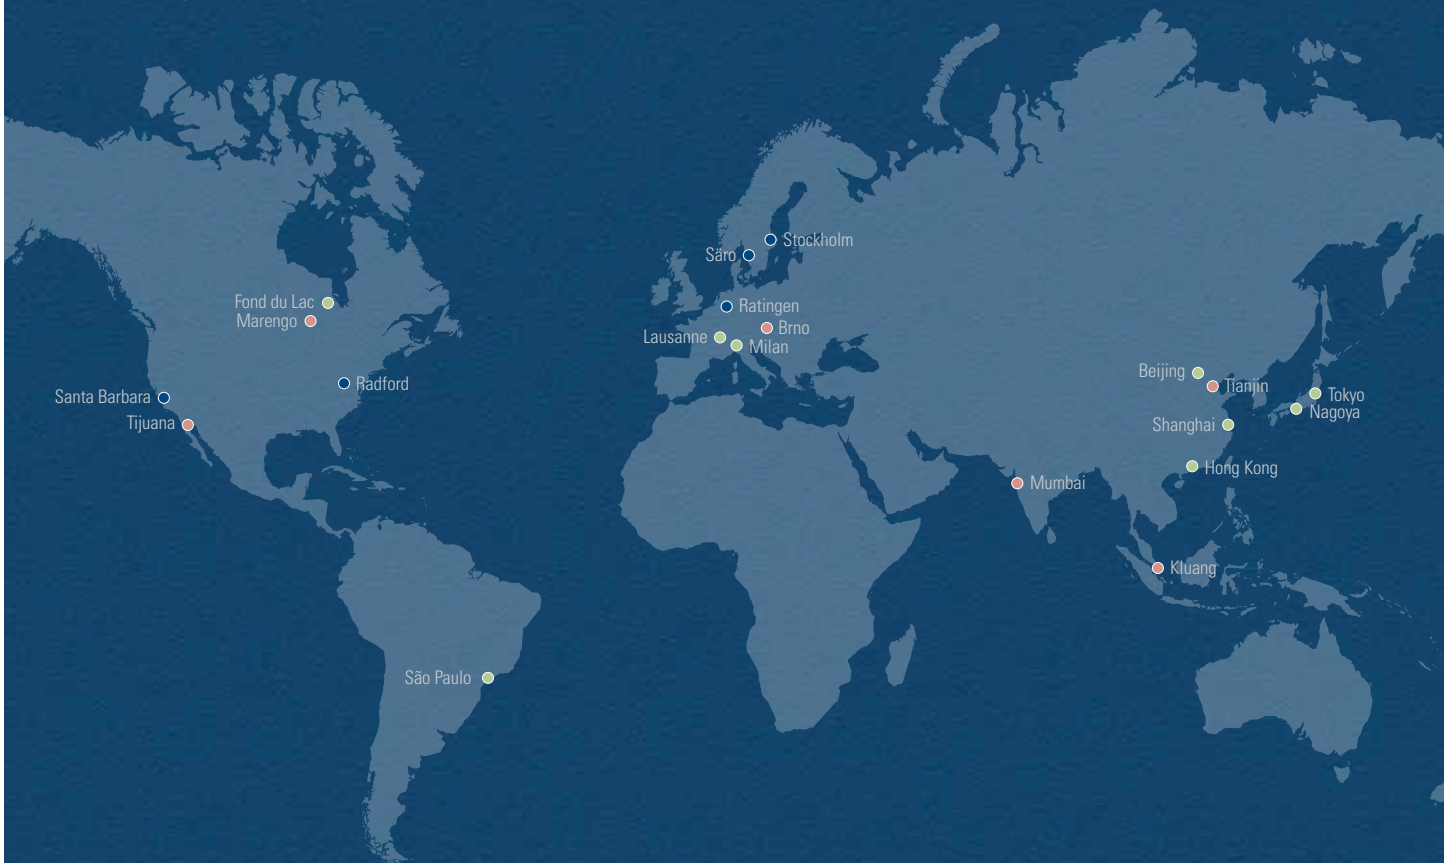 Stockholm
Säro
Fond du Lac
Ratingen
Marengo
Brno
Lausanne
Milan
Beijing
Radford
Tianjin
Santa Barbara
Tokyo
Nagoya
Tijuana
Shanghai
Hong Kong
Mumbai
Kluang
São Paulo